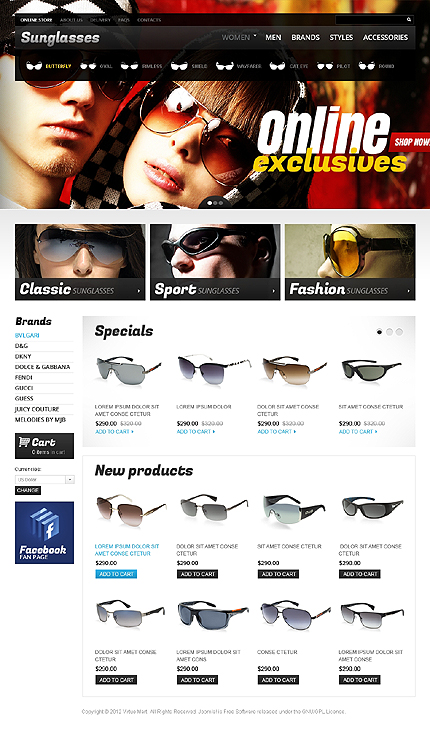 ONLINE STORE ABOUT US DELIVERY FAQS CONTACTS
Sunglasses
WOMEN MEN BRANDS STYLES ACCESSORIES
BUTTERFLY OVAL RIMLESS SHIELD WAYFARER CAT EYE PILOT ROUND
online
exclusives
SHOP NOW
Classic SUNGLASSES
Sport SUNGLASSES
Fashion SUNGLASSES
Brands
BVLGARI
D&G
DKNY
DOLCE & GABBANA
FENDI
GUCCI
GUESS
JUICY COUTURE
MELODIES BY MJB
Cart
0 items in cart
CHANGE
Facebook
FAN PAGE
Specials
LOREM IPSUM DOLOR SIT AMET CONSE CTETUR
$290.00 $320.00
ADD TO CART
LOREM IPSUM DOLOR
$290.00 $320.00
ADD TO CART
DOLOR SIT AMET CONSE CTETUR
$290.00 $320.00
ADD TO CART
SIT AMET CONSE CTETUR
$290.00 $320.00
ADD TO CART
New products
LOREM IPSUM DOLOR SIT AMET CONSE CTETUR
$290.00
ADD TO CART
DOLOR SIT AMET CONSE CTETUR
$290.00
ADD TO CART
SIT AMET CONSE CTETUR
$290.00
ADD TO CART
DOLOR SIT AMET CONSE CTETUR
$290.00
ADD TO CART
DOLOR SIT AMET CONSE CTETUR
$290.00
ADD TO CART
LOREM IPSUM DOLOR SIT AMET CONS
$290.00
ADD TO CART
CONSE CTETUR
$290.00
ADD TO CART
LOREM IPSUM DOLOR SIT AMET CONSE CTETUR
$290.00
ADD TO CART
Copyright © 2012 Virtue Mart. All Rights Reserved. Joomla! is Free Software released under the GNU/GPL License.